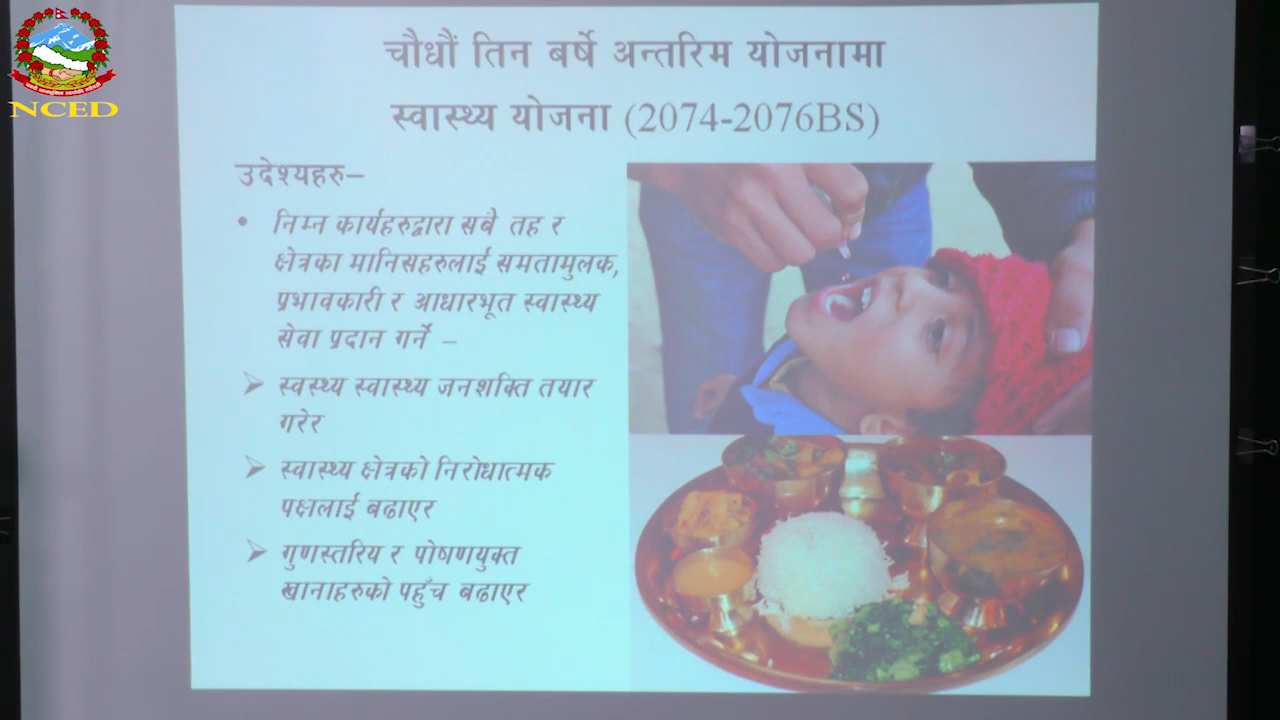 NCED
चौधौं तिन बर्षे अन्तरिम योजनामा
स्वास्थ्य योजना (2074-2076BS)
उदेश्यहरु–
• निम्न कार्यहरुद्वारा सबै तह र
क्षेत्रका मानिसहरुलाई समतामुलक,
प्रभावकारी र आधारभूत स्वास्थ्य
सेवा प्रदान गर्ने –
➢ स्वस्थ्य स्वास्थ्य जनशक्ति तयार
गरेर
➢ स्वास्थ्य क्षेत्रको निरोधात्मक
पक्षलाई बढाएर
➢ गुणस्तरिय र पोषणयुक्त
खानाहरुको पहुँच बढाएर